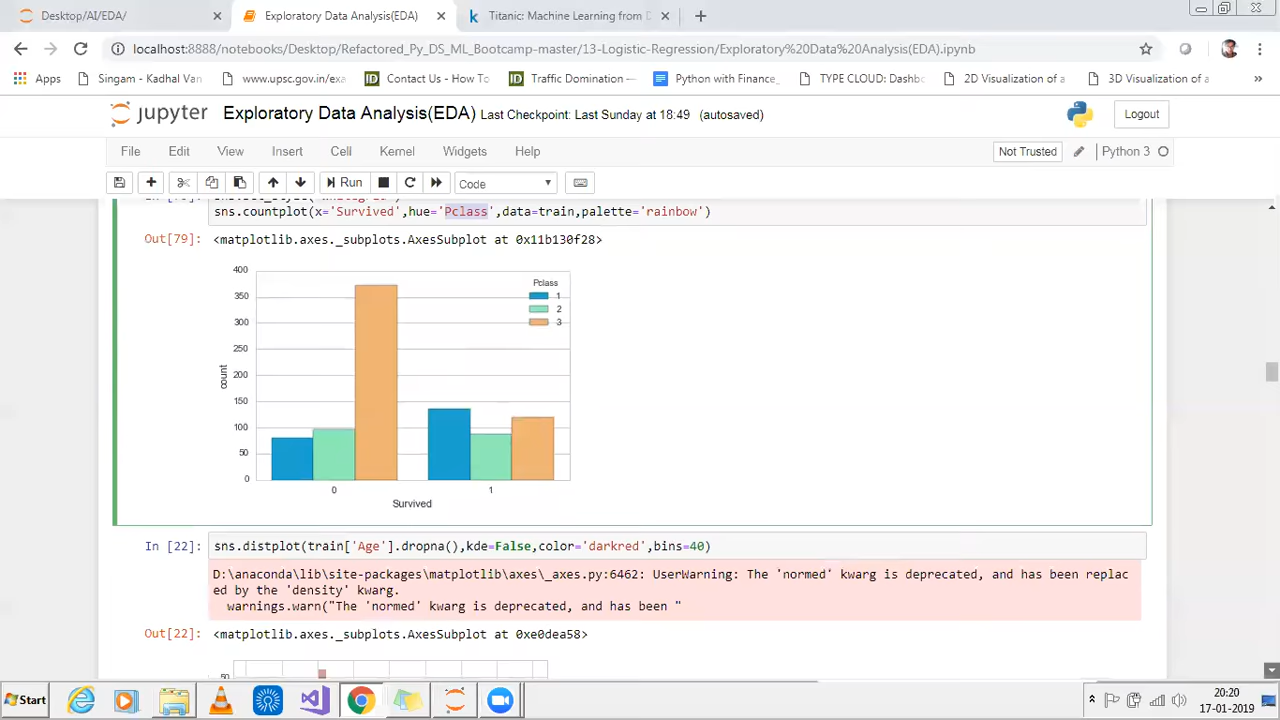 Desktop/AI/EDA/
Exploratory Data Analysis(EDA)
Titanic: Machine Learning from D
localhost:8888/notebooks/Desktop/Refactored_Py_DS_ML_Bootcamp-master/13-Logistic-Regression/Exploratory%20Data%20Analysis(EDA).ipynb
Apps
Singam - Kadhal Van
www.upsc.gov.in/exa
Contact Us - How To
Traffic Domination —
Python with Finance_
TYPE CLOUD: Dashbo
2D Visualization of a
3D Visualization of a
»
jupyter
Exploratory Data Analysis(EDA) Last Checkpoint: Last Sunday at 18:49 (autosaved)
Logout
File Edit View Insert Cell Kernel Widgets Help
Not Trusted
Python 3
Run
Code
sns.countplot(x='Survived',hue='Pclass',data=train,palette='rainbow')
Out[79]: <matplotlib.axes._subplots.AxesSubplot at 0x11b130f28>
400
350
300
250
200
150
100
50
0
count
Pclass
1
2
3
0
1
Survived
In [22]: sns.distplot(train['Age'].dropna(),kde=False,color='darkred',bins=40)
D:\anaconda\lib\site-packages\matplotlib\axes\_axes.py:6462: UserWarning: The 'normed' kwarg is deprecated, and has been replac
ed by the 'density' kwarg.
warnings.warn("The 'normed' kwarg is deprecated, and has been "
Out[22]: <matplotlib.axes._subplots.AxesSubplot at 0xe0dea58>
50
Start
20:20
17-01-2019